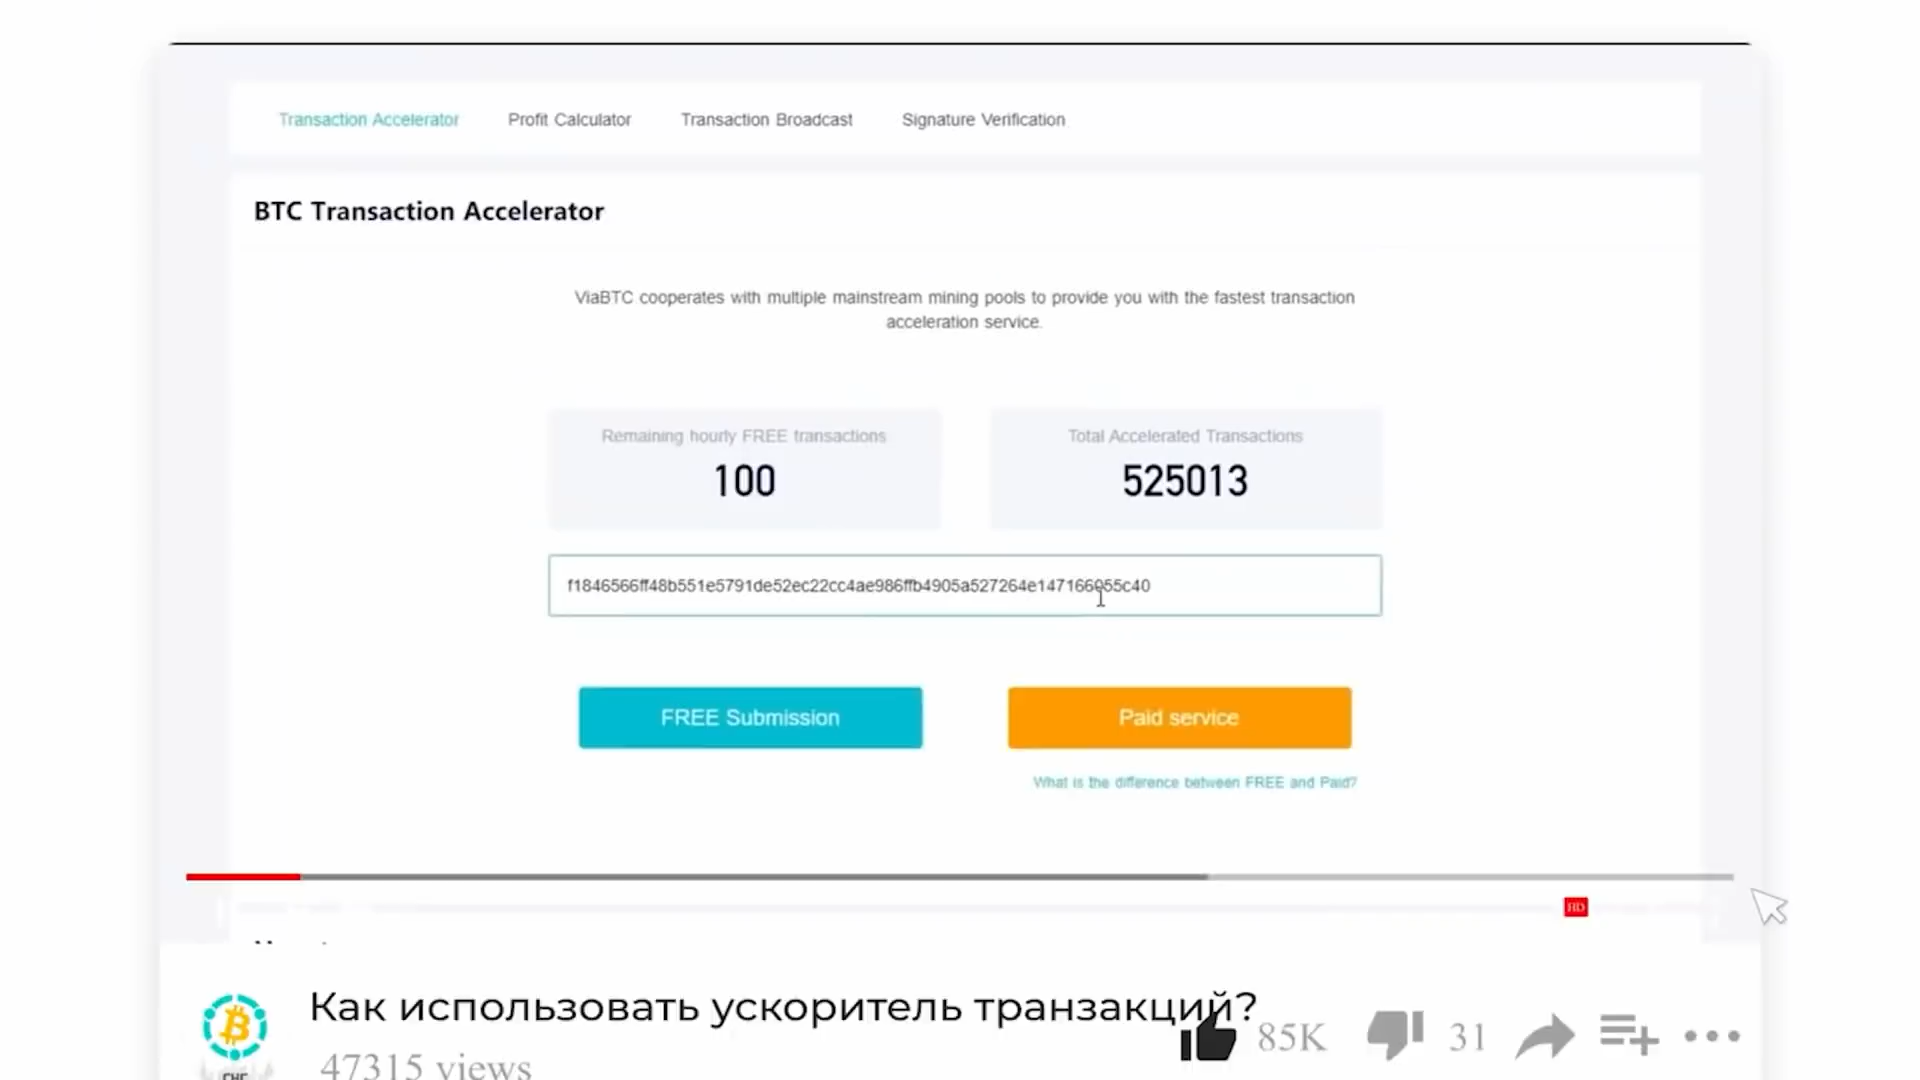 Transaction Accelerator Profit Calculator Transaction Broadcast Signature Verification
BTC Transaction Accelerator
ViaBTC cooperates with multiple mainstream mining pools to provide you with the fastest transaction
acceleration service.
Remaining hourly FREE transactions
100
Total Accelerated Transactions
525013
f1846566ff48b551e5791de52ec22cc4ae986ffb4905a527264e147166055c40
FREE Submission
Paid service
What is the difference between FREE and Paid?
HD
Как использовать ускоритель транзакций?
47315 views
85K
31